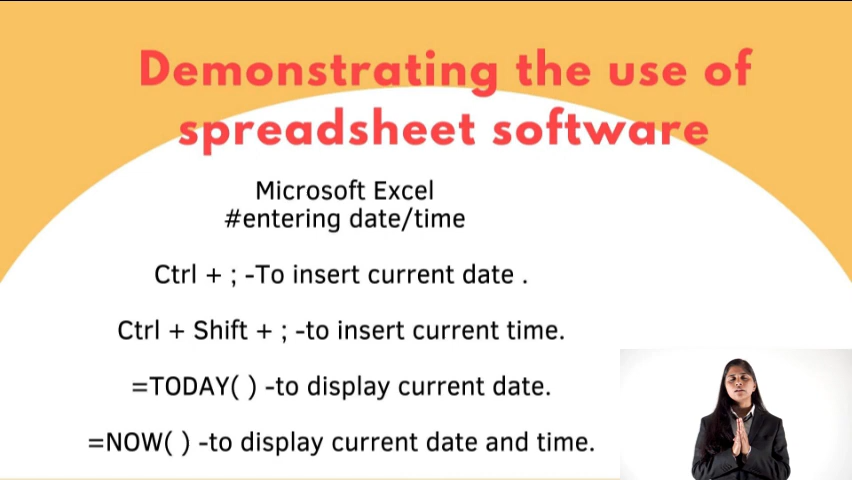 Demonstrating the use of
spreadsheet software
Microsoft Excel
#entering date/time
Ctrl + ; -To insert current date .
Ctrl + Shift + ; -to insert current time.
=TODAY( ) -to display current date.
=NOW( ) -to display current date and time.